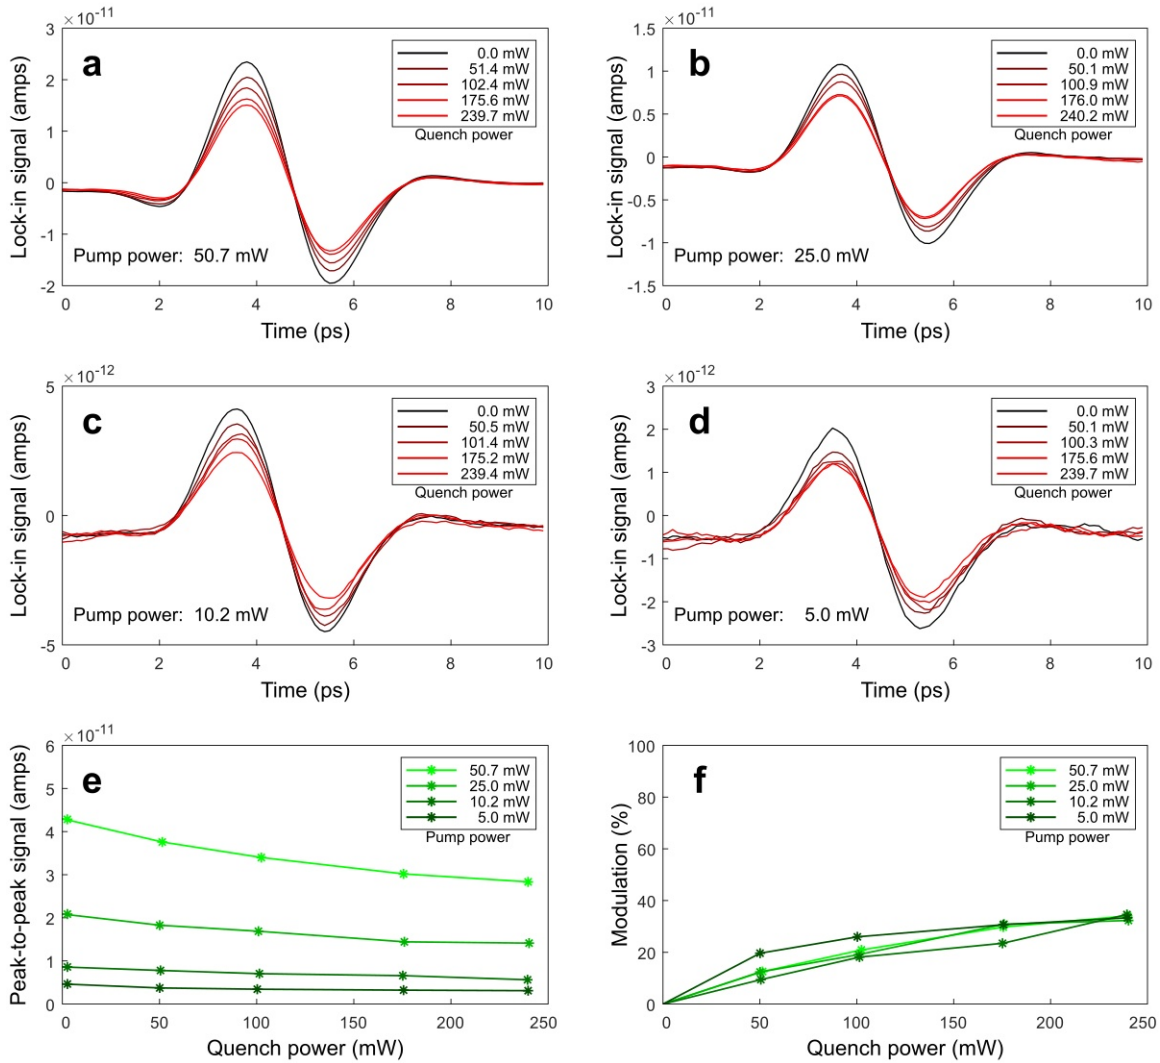 ×10-11
a
Lock-in signal (amps)
3
2
1
0
-1
-2
0.0 mW
51.4 mW
102.4 mW
175.6 mW
239.7 mW
Quench power
Pump power: 50.7 mW
0 2 4 6 8 10
Time (ps)
×10-11
b
Lock-in signal (amps)
1.5
1
0.5
0
-0.5
-1
-1.5
0.0 mW
50.1 mW
100.9 mW
176.0 mW
240.2 mW
Quench power
Pump power: 25.0 mW
0 2 4 6 8 10
Time (ps)
×10-12
c
Lock-in signal (amps)
5
0
-5
0.0 mW
50.5 mW
101.4 mW
175.2 mW
239.4 mW
Quench power
Pump power: 10.2 mW
0 2 4 6 8 10
Time (ps)
×10-12
d
Lock-in signal (amps)
3
2
1
0
-1
-2
-3
0.0 mW
50.1 mW
100.3 mW
175.6 mW
239.7 mW
Quench power
Pump power: 5.0 mW
0 2 4 6 8 10
Time (ps)
×10-11
e
Peak-to-peak signal (amps)
6
5
4
3
2
1
0
50.7 mW
25.0 mW
10.2 mW
5.0 mW
Pump power
0 50 100 150 200 250
Quench power (mW)
f
Modulation (%)
100
80
60
40
20
0
50.7 mW
25.0 mW
10.2 mW
5.0 mW
Pump power
0 50 100 150 200 250
Quench power (mW)